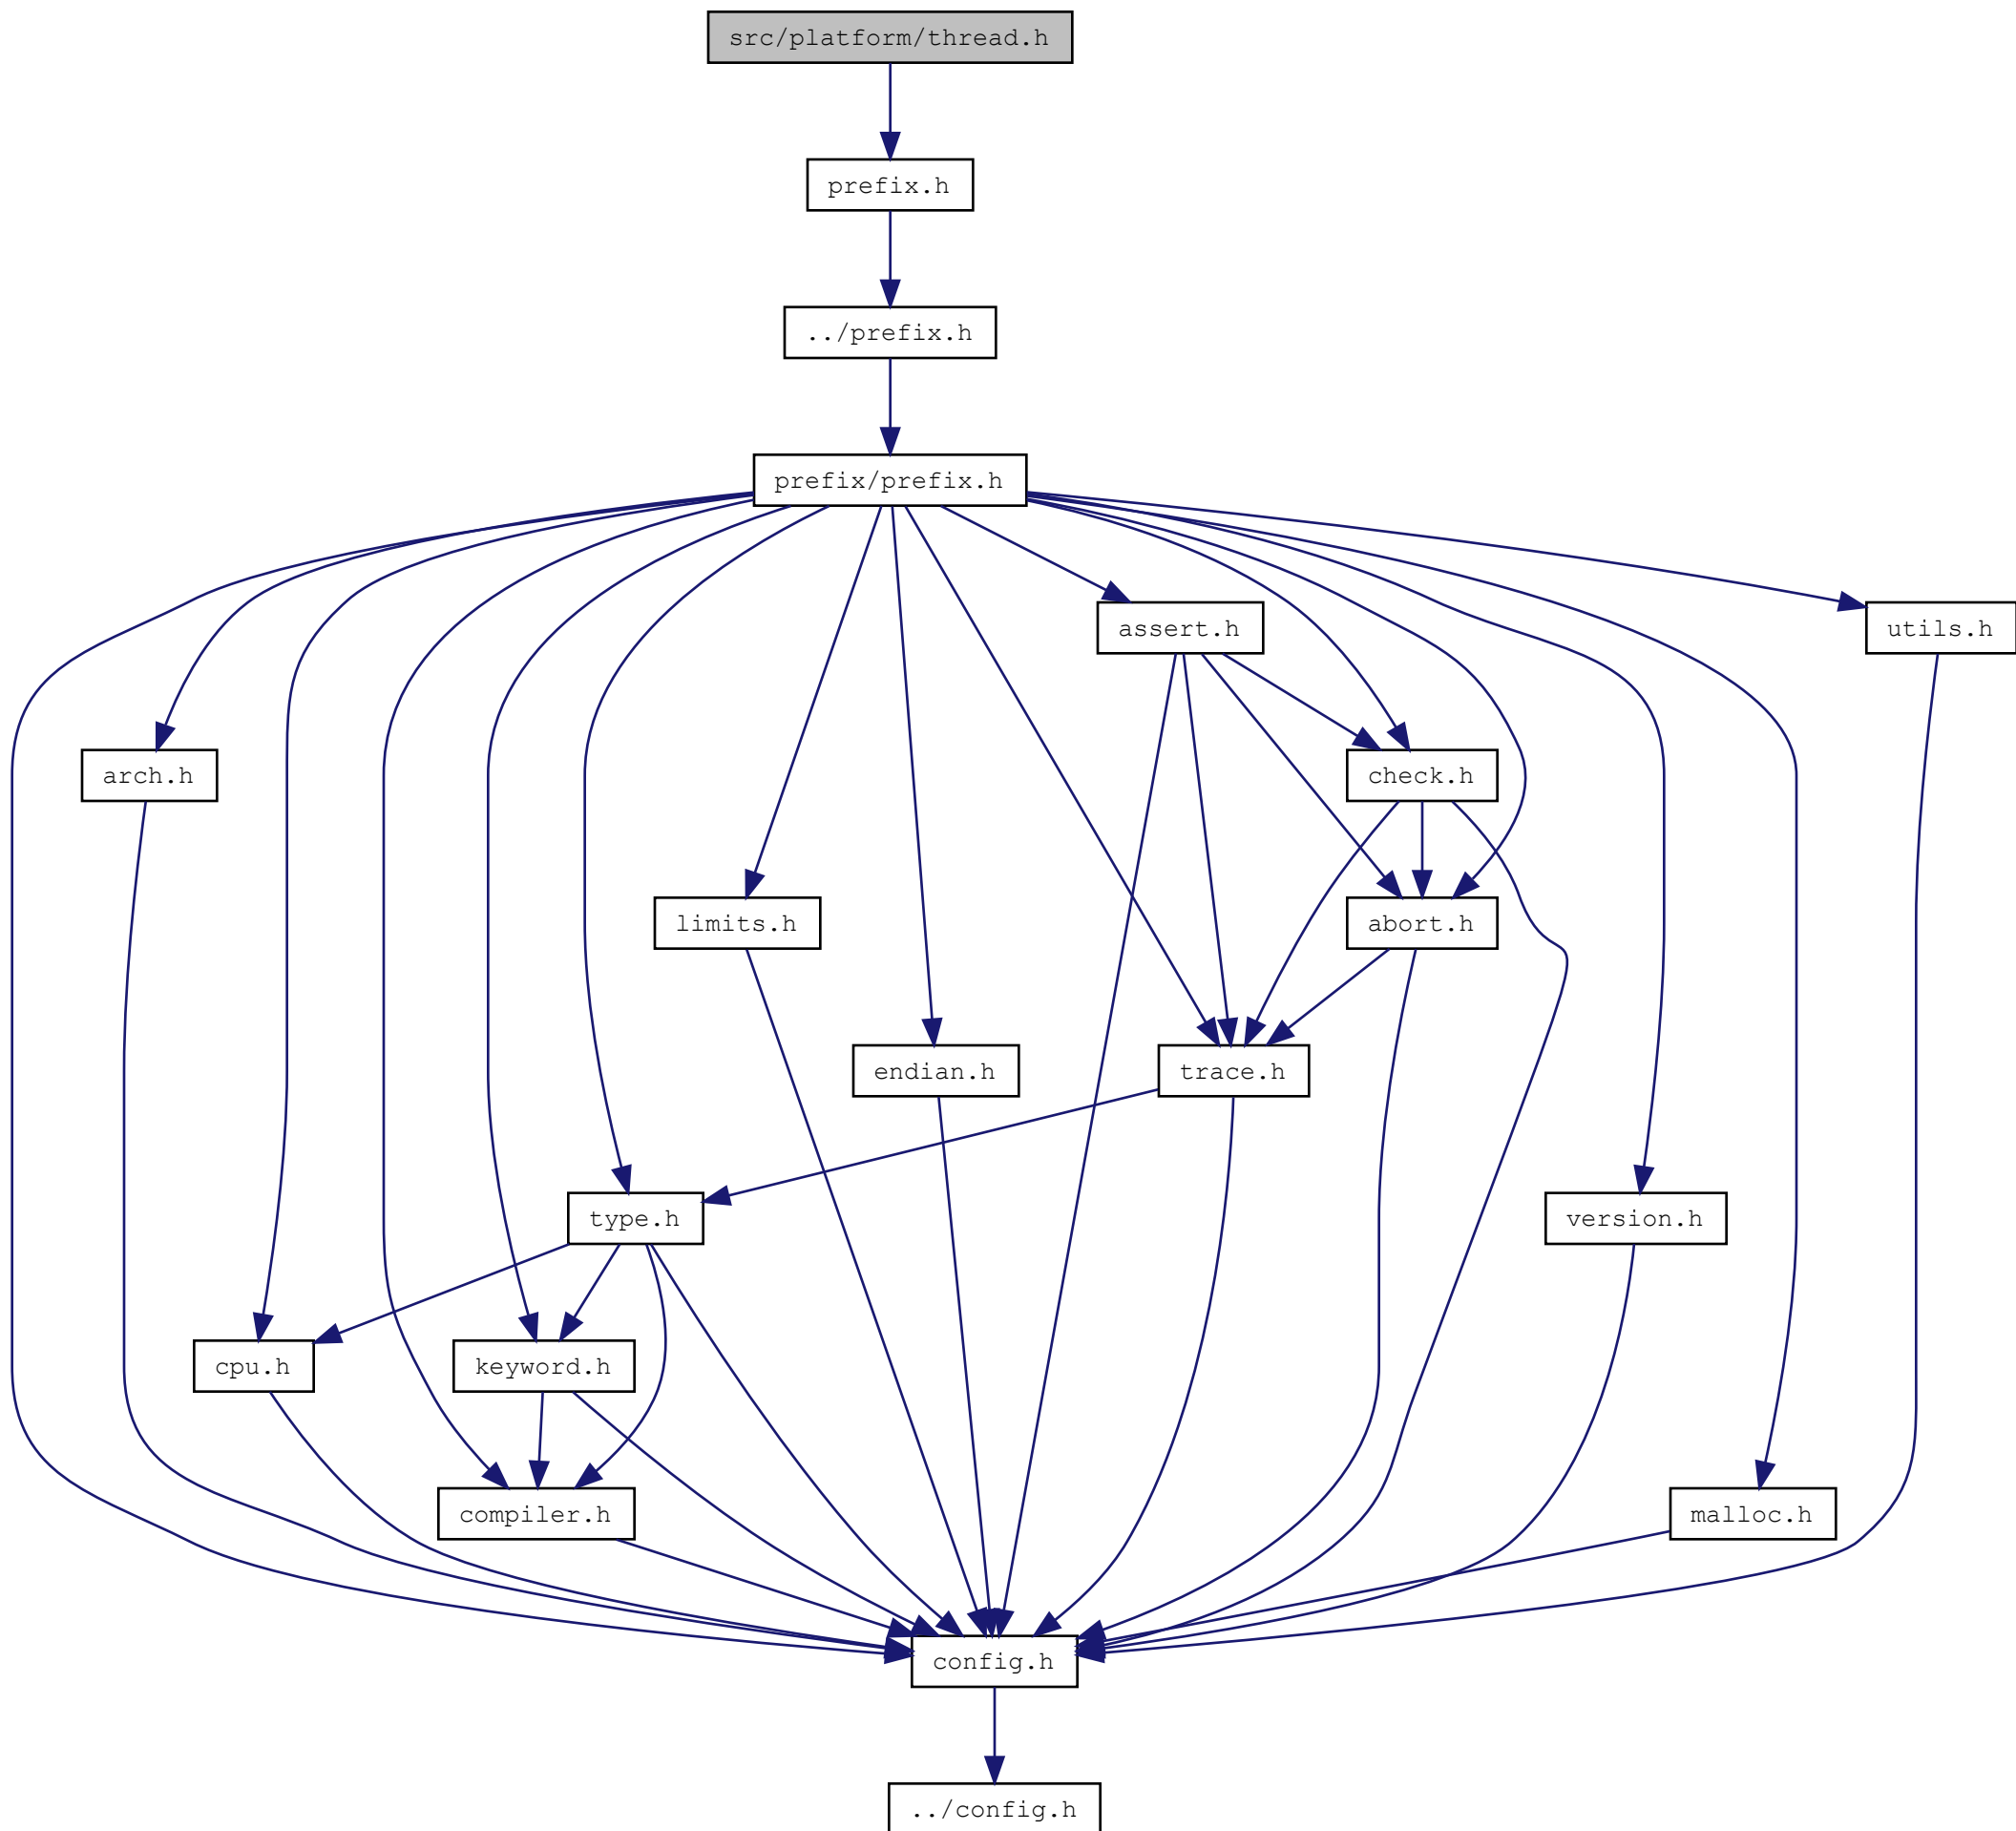 src/platform/thread.h
prefix.h
../prefix.h
prefix/prefix.h
assert.h
utils.h
arch.h
check.h
limits.h
abort.h
endian.h
trace.h
type.h
version.h
cpu.h
keyword.h
compiler.h
malloc.h
config.h
../config.h